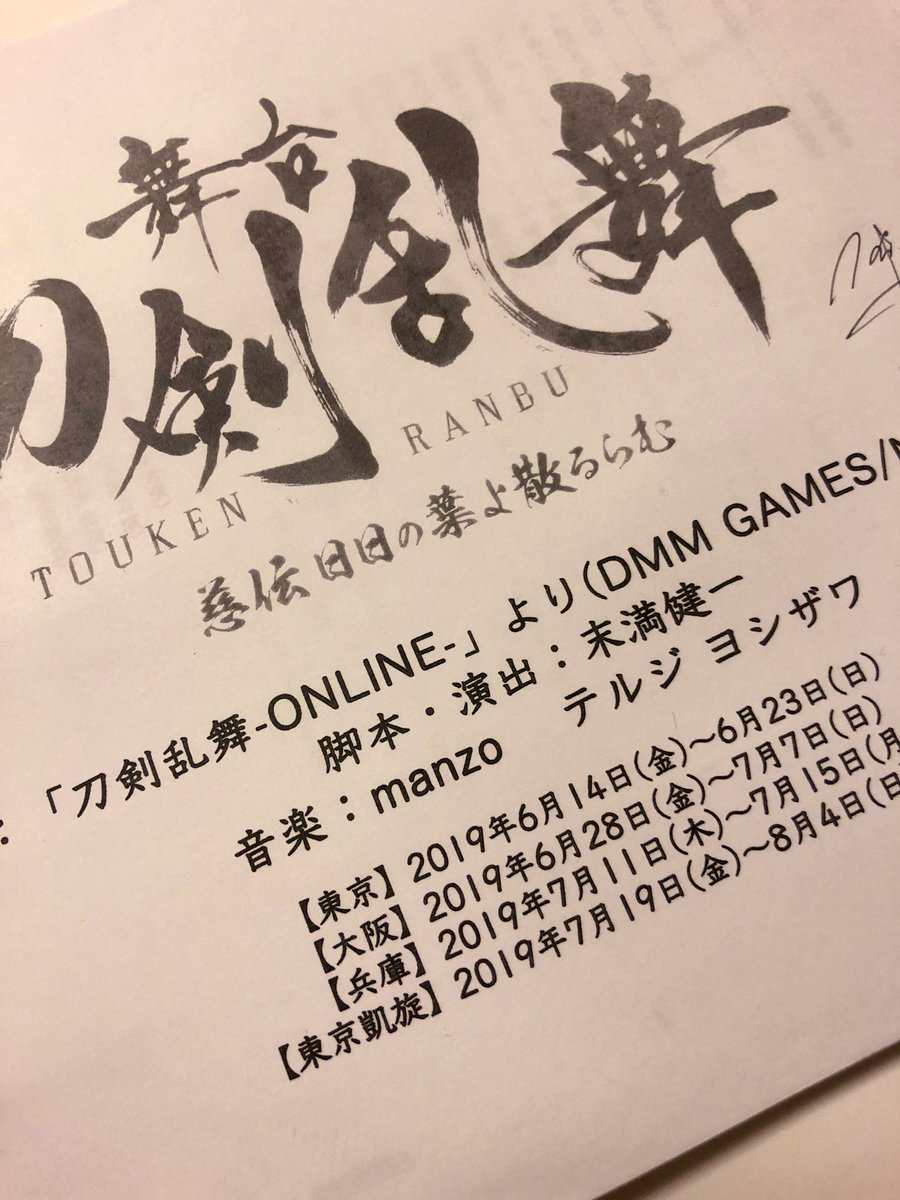 舞台
刀剣乱舞
TOUKEN RANBU
慈伝 日日の葉よ散るらむ
：「刀剣乱舞-ONLINE-」より(DMM GAMES/
脚本・演出：末満健一
音楽：manzo テルジ ヨシザワ
【東京】2019年6月14日(金)～6月23日(日)
【大阪】2019年6月28日(金)～7月7日(日)
【兵庫】2019年7月11日(木)～7月15日(月
【東京凱旋】2019年7月19日(金)～8月4日(日